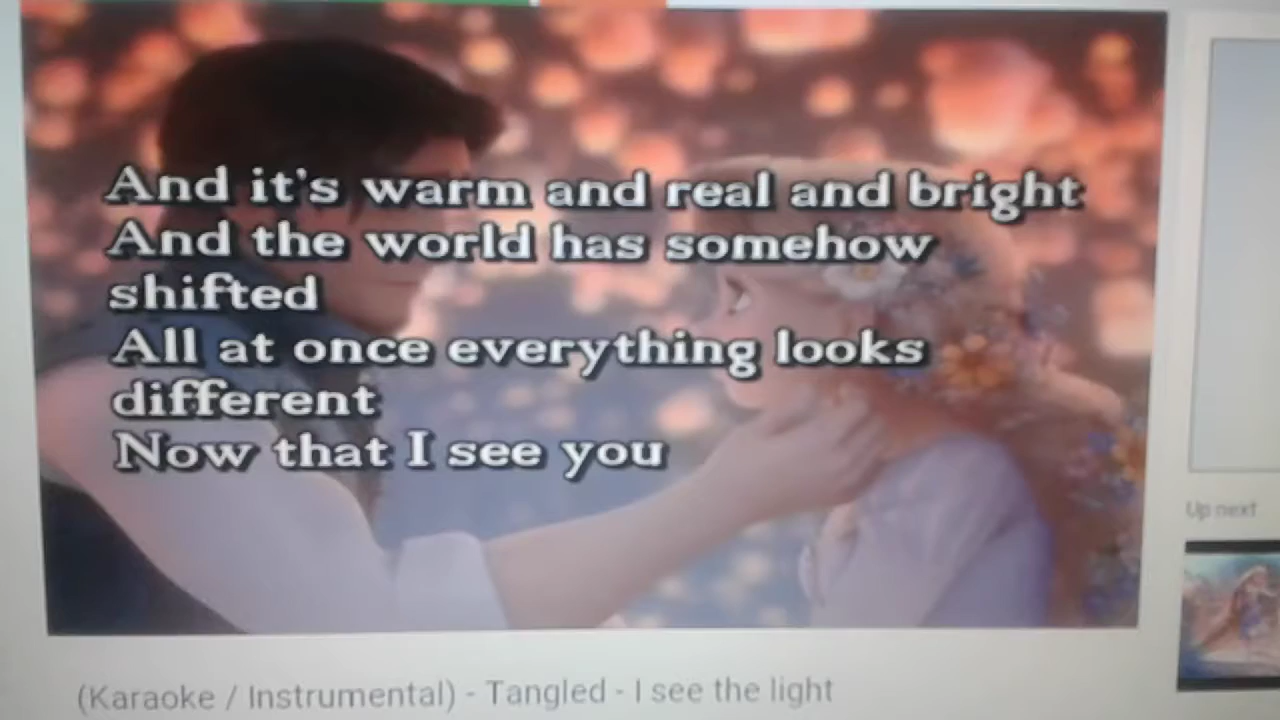 And it's warm and real and bright
And the world has somehow
shifted
All at once everything looks
different
Now that I see you
Up next
(Karaoke / Instrumental) - Tangled - I see the light